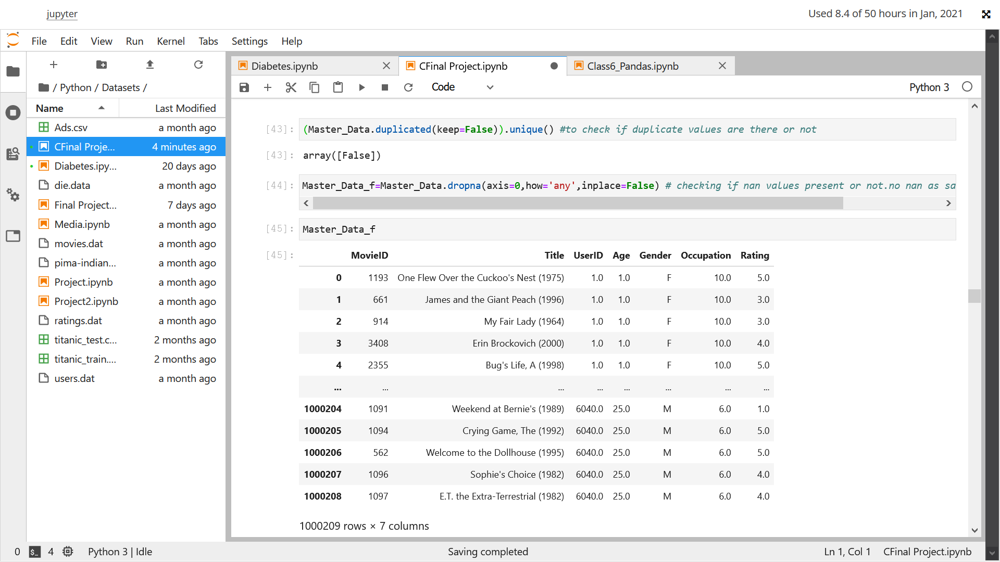 jupyter
Used 8.4 of 50 hours in Jan, 2021
File Edit View Run Kernel Tabs Settings Help
/ Python / Datasets /
Name Last Modified
Ads.csv a month ago
CFinal Proje... 4 minutes ago
Diabetes.ipy... 20 days ago
die.data a month ago
Final Project... 7 days ago
Media.ipynb a month ago
movies.dat a month ago
pima-indian... a month ago
Project.ipynb a month ago
Project2.ipynb a month ago
ratings.dat a month ago
titanic_test.c... 2 months ago
titanic_train.... 2 months ago
users.dat a month ago
Diabetes.ipynb CFinal Project.ipynb Class6_Pandas.ipynb
Code Python 3
[43]: (Master_Data.duplicated(keep=False)).unique() #to check if duplicate values are there or not
[43]: array([False])
[44]: Master_Data_f=Master_Data.dropna(axis=0,how='any',inplace=False) # checking if nan values present or not.no nan as sa
[45]: Master_Data_f
[45]: MovieID Title UserID Age Gender Occupation Rating
0 1193 One Flew Over the Cuckoo's Nest (1975) 1.0 1.0 F 10.0 5.0
1 661 James and the Giant Peach (1996) 1.0 1.0 F 10.0 3.0
2 914 My Fair Lady (1964) 1.0 1.0 F 10.0 3.0
3 3408 Erin Brockovich (2000) 1.0 1.0 F 10.0 4.0
4 2355 Bug's Life, A (1998) 1.0 1.0 F 10.0 5.0
... ... ... ... ... ... ... ...
1000204 1091 Weekend at Bernie's (1989) 6040.0 25.0 M 6.0 1.0
1000205 1094 Crying Game, The (1992) 6040.0 25.0 M 6.0 5.0
1000206 562 Welcome to the Dollhouse (1995) 6040.0 25.0 M 6.0 5.0
1000207 1096 Sophie's Choice (1982) 6040.0 25.0 M 6.0 4.0
1000208 1097 E.T. the Extra-Terrestrial (1982) 6040.0 25.0 M 6.0 4.0
1000209 rows × 7 columns
0 $_ 4 Python 3 | Idle Saving completed Ln 1, Col 1 CFinal Project.ipynb